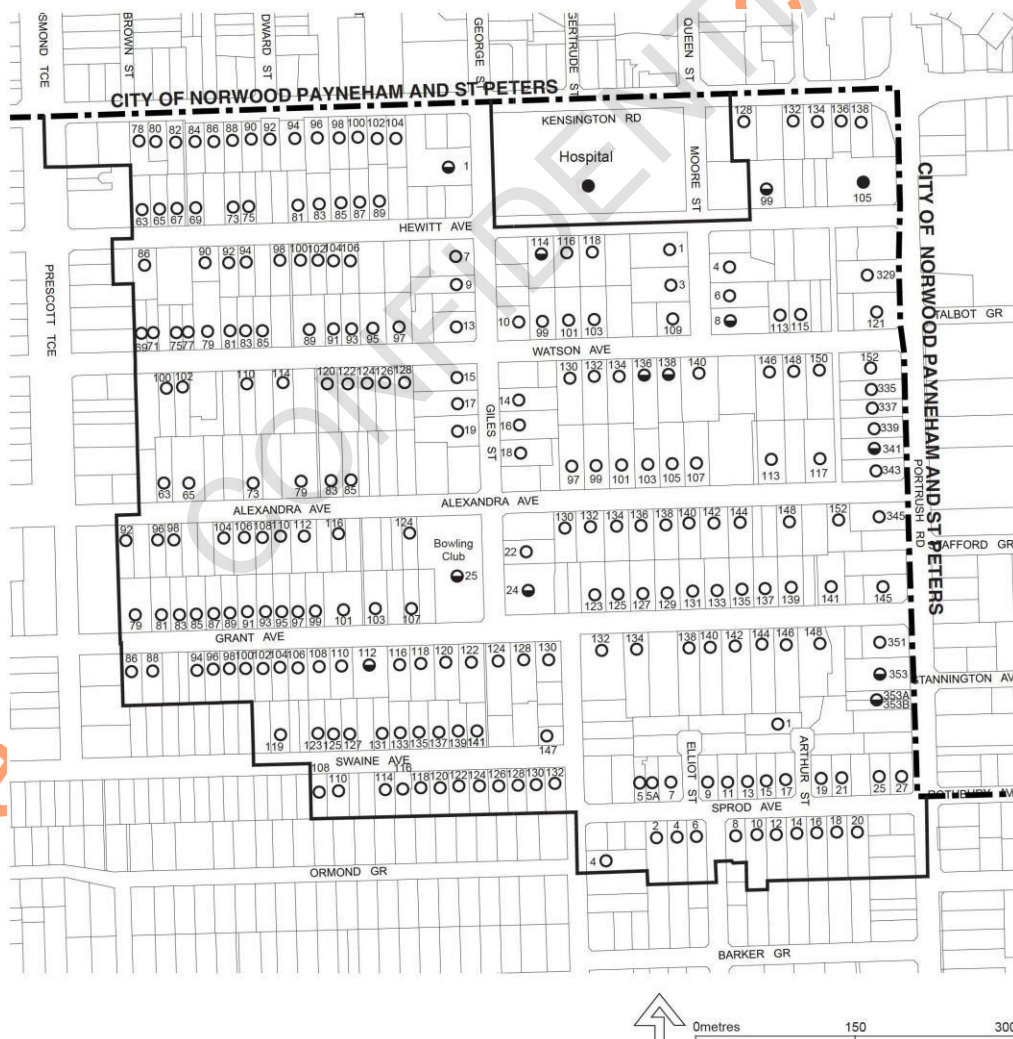 SMOND TCE
BROWN ST
DWARD ST
GEORGE ST
GERTRUDE ST
QUEEN ST
CITY OF NORWOOD PAYNEHAM AND ST PETERS
KENSINGTON RD
78 80 82 84 86 88 90 92 94 96 98 100 102 104
128 132 134 136 138
Hospital
MOORE ST
1
99
105
63 65 67 69 73 75 81 83 85 87 89
HEWITT AVE
CITY OF NORWOOD PAYNEHAM AND ST PETERS
PRESCOTT TCE
86 90 92 94 98 100 102 104 106
7
9
13
114 116 118
1
3
4
6
8
329
10 99 101 103 109 113 115 121
TALBOT GR
69 71 75 77 79 81 83 85 89 91 93 95 97
WATSON AVE
100 102 110 114 120 122 124 126 128
15
17
19
GILES ST
14
16
18
130 132 134 136 138 140 146 148 150 152
335
337
339
341
343
63 65 73 79 83 85
97 99 101 103 105 107 113 117
PORTRUSH RD
ALEXANDRA AVE
92 96 98 104 106 108 110 112 116 124
130 132 134 136 138 140 142 144 148 152
345
TAFFORD GR
Bowling
Club
25
22
24
79 81 83 85 87 89 91 93 95 97 99 101 103 107
123 125 127 129 131 133 135 137 139 141 145
GRANT AVE
86 88 94 96 98 100 102 104 106 108 110 112 116 118 120 122 124 128 130
132 134 138 140 142 144 146 148
351
353
353A
353B
STANNINGTON AV
119 123 125 127 131 133 135 137 139 141 147
1
SWAINE AVE
ELLIOT ST
ARTHUR ST
108 110 114 116 118 120 122 124 126 128 130 132
5 5A 7 9 11 13 15 17 19 21 25 27
SPROD AVE
ROTHBURY AV
2 4 6 8 10 12 14 16 18 20
4
ORMOND GR
BARKER GR
0metres 150 300